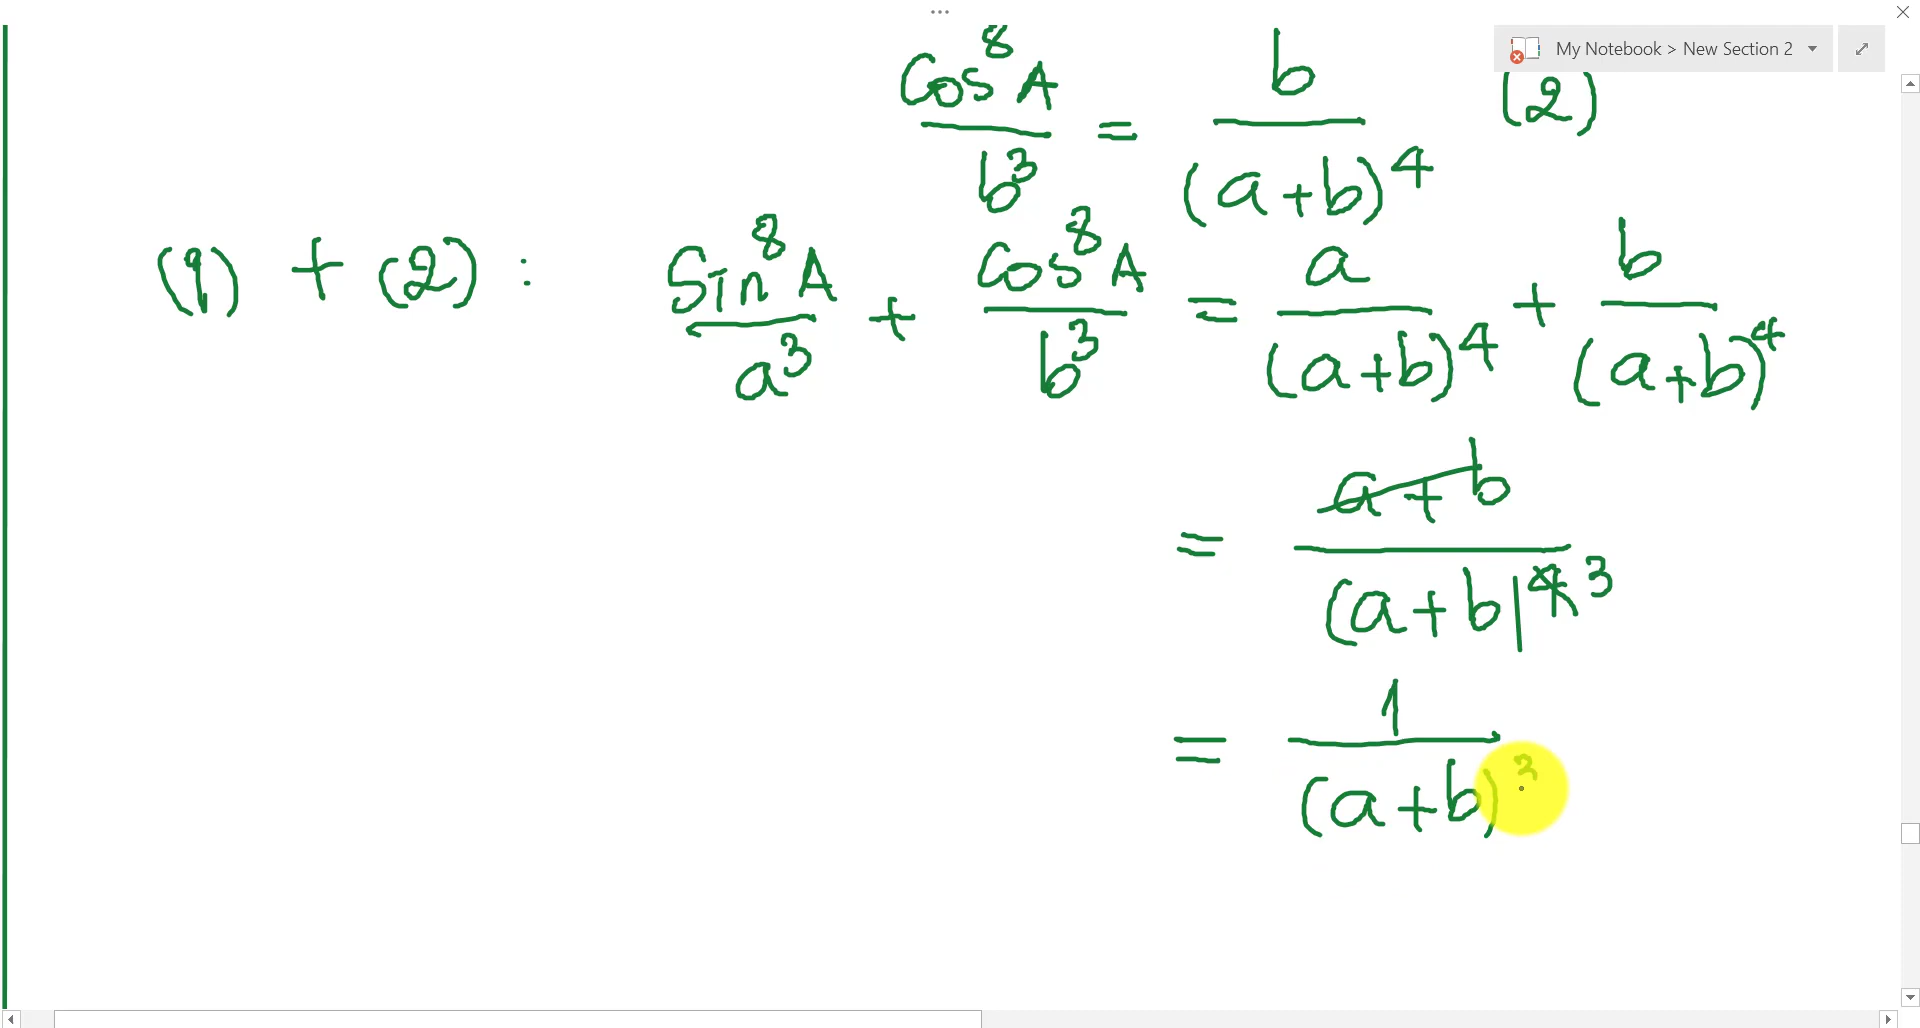 My Notebook > New Section 2
Cos⁸A / b³ = b / (a+b)⁴ (2)
(1) + (2) : Sin⁸A / a³ + Cos⁸A / b³ = a / (a+b)⁴ + b / (a+b)⁴
= a+b / (a+b)⁴ ³
= 1 / (a+b)³